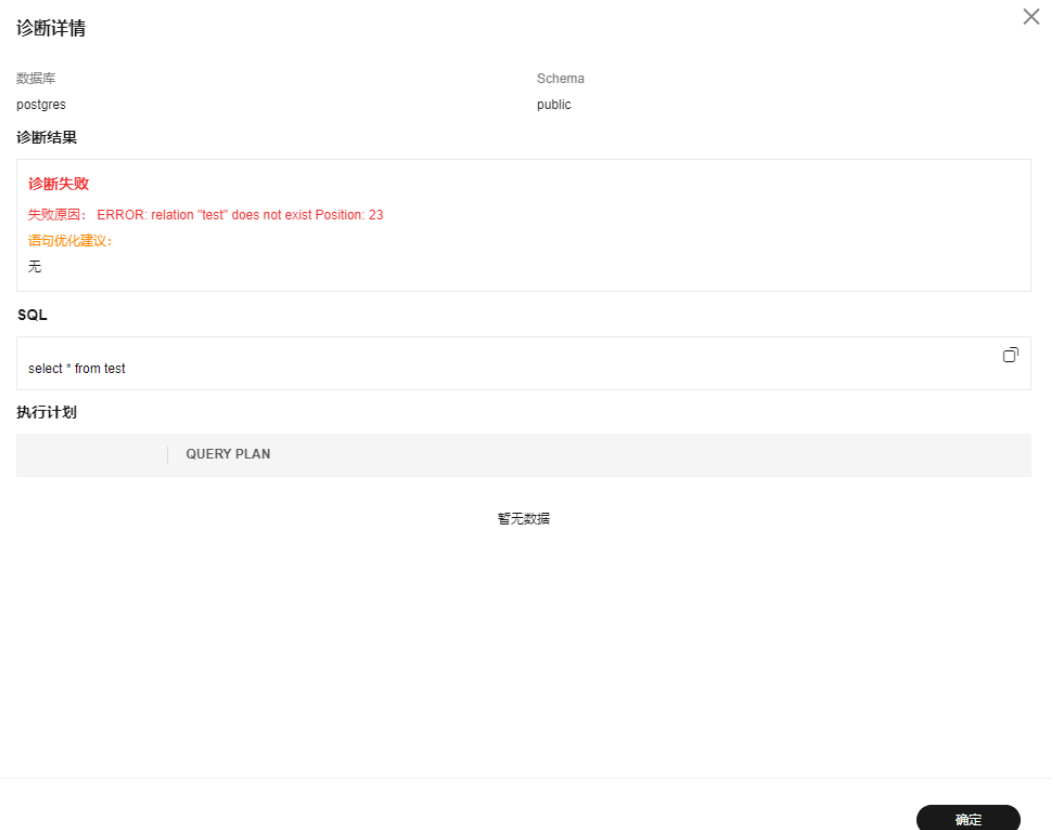 诊断详情
数据库
Schema
postgres
public
诊断结果
诊断失败
失败原因： ERROR: relation "test" does not exist Position: 23
语句优化建议：
无
SQL
select * from test
执行计划
QUERY PLAN
暂无数据
确定